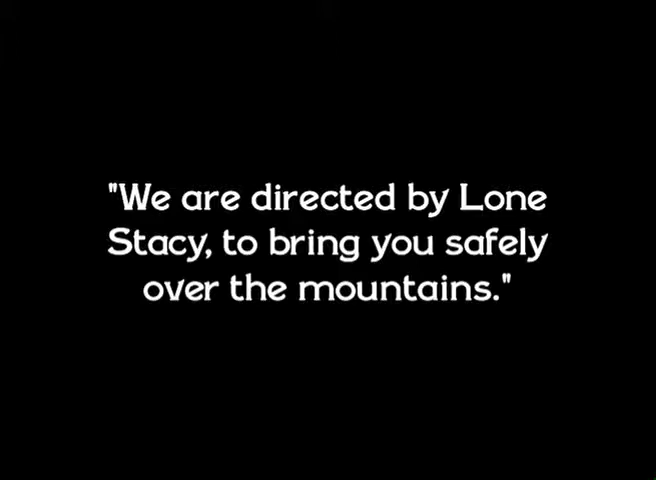 "We are directed by Lone
Stacy, to bring you safely
over the mountains."